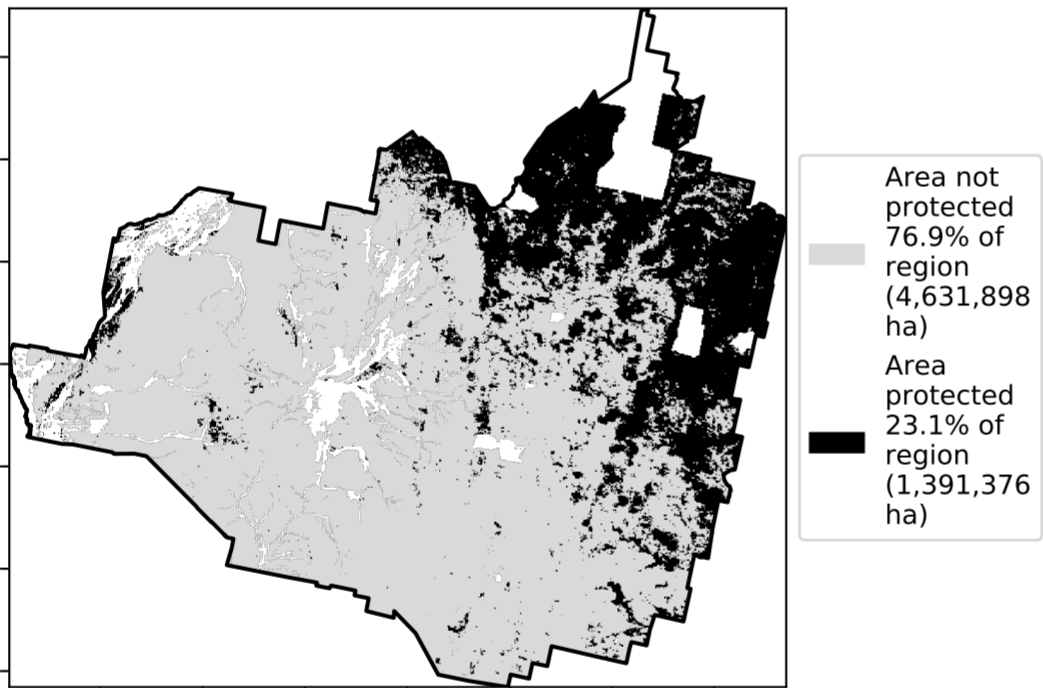 Area not
protected
76.9% of
region
(4,631,898
ha)
Area
protected
23.1% of
region
(1,391,376
ha)